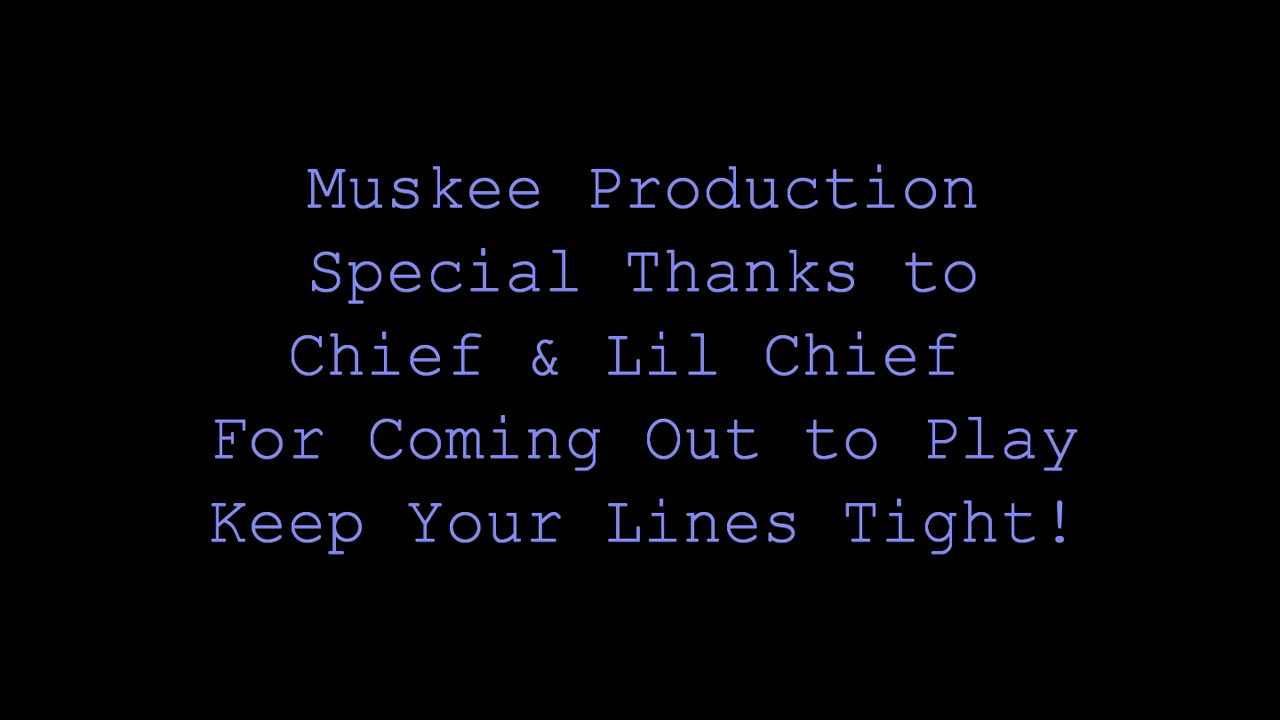 Muskee Production
Special Thanks to
Chief & Lil Chief
For Coming Out to Play
Keep Your Lines Tight!